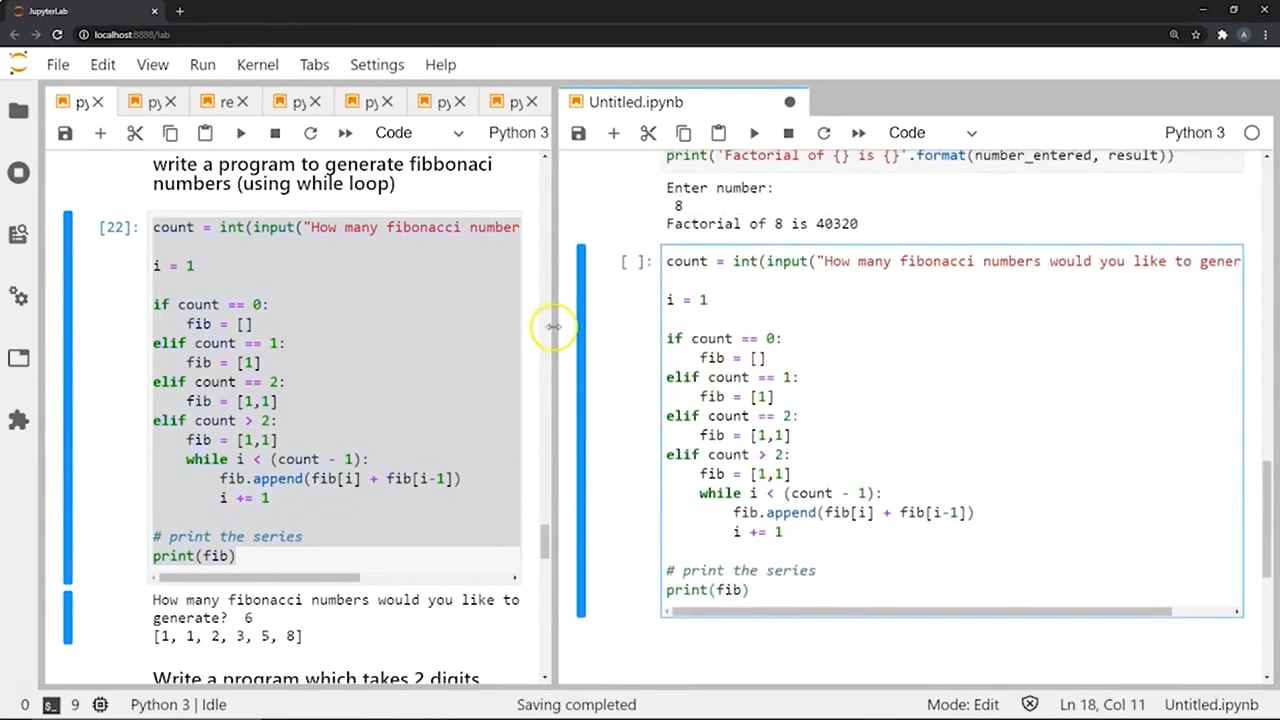 JupyterLab
localhost:8888/lab
A
File Edit View Run Kernel Tabs Settings Help
py py re py py py py
Code Python 3
write a program to generate fibbonaci
numbers (using while loop)
[22]:
count = int(input("How many fibonacci number
i = 1
if count == 0:
fib = []
elif count == 1:
fib = [1]
elif count == 2:
fib = [1,1]
elif count > 2:
fib = [1,1]
while i < (count - 1):
fib.append(fib[i] + fib[i-1])
i += 1
# print the series
print(fib)
How many fibonacci numbers would you like to
generate? 6
[1, 1, 2, 3, 5, 8]
Write a program which takes 2 digits
Untitled.ipynb
Code Python 3
print('Factorial of {} is {}'.format(number_entered, result))
Enter number:
8
Factorial of 8 is 40320
[ ]:
count = int(input("How many fibonacci numbers would you like to gener
i = 1
if count == 0:
fib = []
elif count == 1:
fib = [1]
elif count == 2:
fib = [1,1]
elif count > 2:
fib = [1,1]
while i < (count - 1):
fib.append(fib[i] + fib[i-1])
i += 1
# print the series
print(fib)
0 9 Python 3 | Idle Saving completed Mode: Edit Ln 18, Col 11 Untitled.ipynb